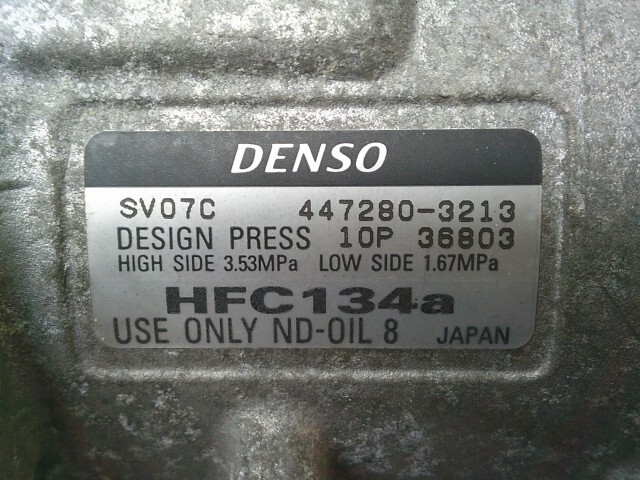 DENSO
SV07C 447280-3213
DESIGN PRESS 10P 36803
HIGH SIDE 3.53MPa LOW SIDE 1.67MPa
HFC134a
USE ONLY ND-OIL 8 JAPAN